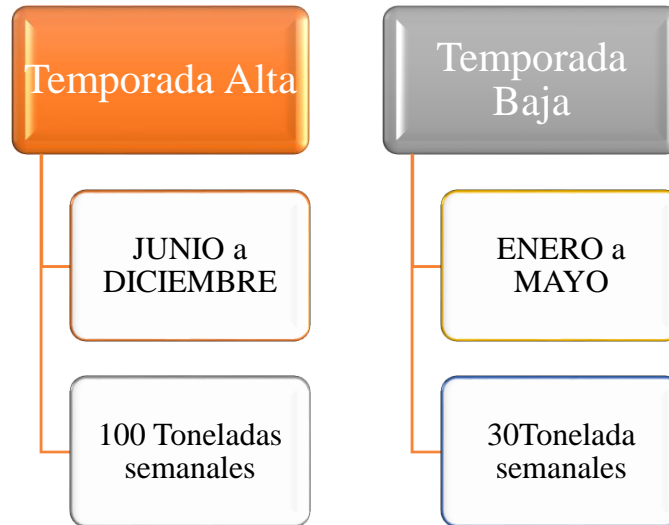 Temporada Alta
JUNIO a
DICIEMBRE
100 Toneladas
semanales
Temporada
Baja
ENERO a
MAYO
30Tonelada
semanales